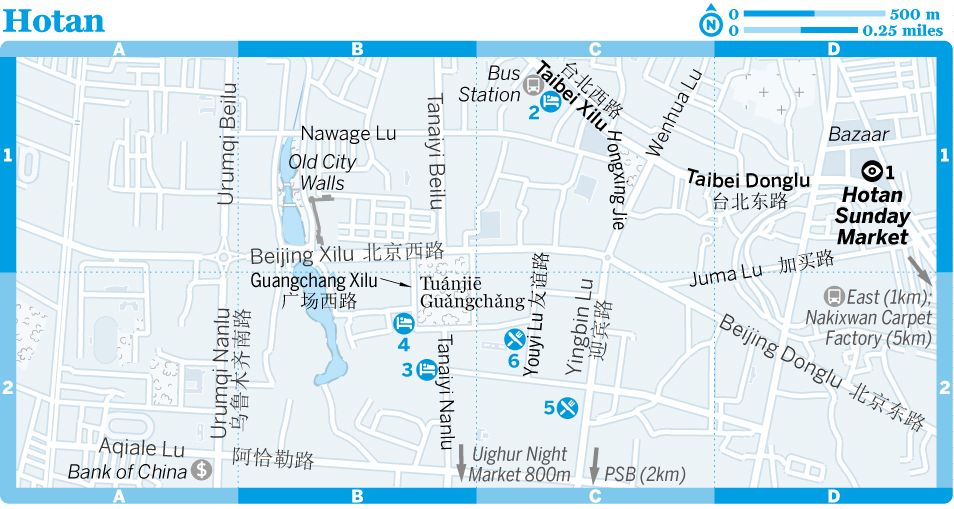 Hotan
0 500 m
0 0.25 miles
N
A B C D
1
1
2
2
Urumqi Beilu
Nawage Lu
Old City
Walls
Tanaiyi Beilu
Bus
Station
2
Taibei Xilu
台北西路
Hongxing Jie
Wenhua Lu
Bazaar
1
Hotan
Sunday
Market
Taibei Donglu
台北东路
Beijing Xilu 北京西路
Guangchang Xilu
广场西路
Tuánjiē
Guǎngchǎng
Youyi Lu 友谊路
Yingbin Lu
迎宾路
Juma Lu 加买路
East (1km);
Nakixwan Carpet
Factory (5km)
Beijing Donglu 北京东路
Urumqi Nanlu
乌鲁木齐南路
4
3
Tanaiyi Nanlu
6
5
Aqiale Lu
阿恰勒路
Bank of China $
Uighur Night
Market 800m
PSB (2km)
A B C D